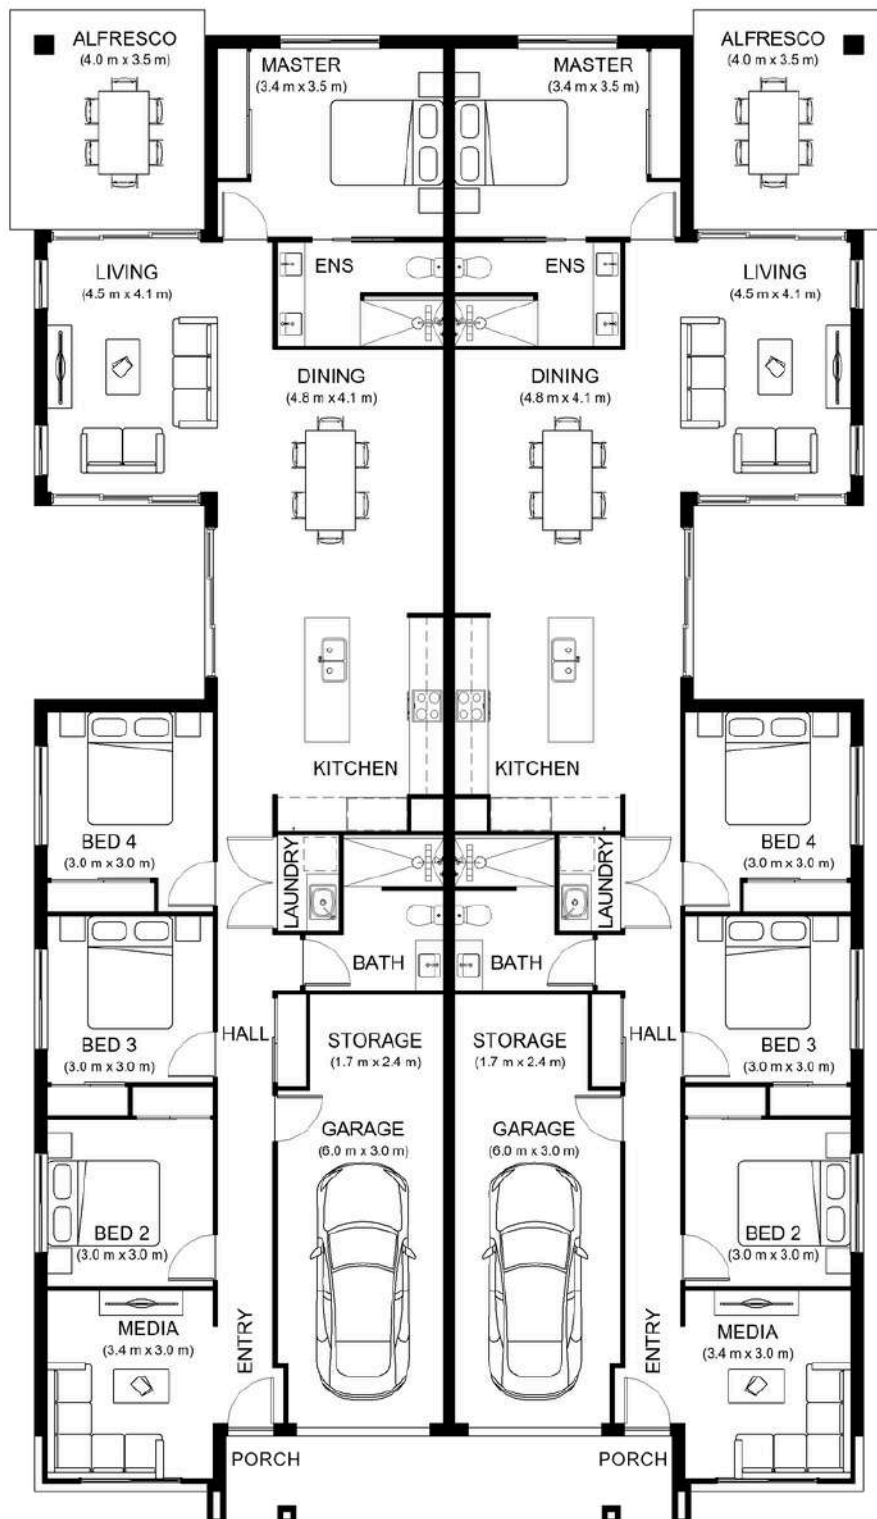 ALFRESCO
(4.0 m x 3.5 m)
MASTER
(3.4 m x 3.5 m)
MASTER
(3.4 m x 3.5 m)
ALFRESCO
(4.0 m x 3.5 m)
LIVING
(4.5 m x 4.1 m)
ENS
ENS
LIVING
(4.5 m x 4.1 m)
DINING
(4.8 m x 4.1 m)
DINING
(4.8 m x 4.1 m)
KITCHEN
KITCHEN
BED 4
(3.0 m x 3.0 m)
LAUNDRY
LAUNDRY
BED 4
(3.0 m x 3.0 m)
BATH
BATH
BED 3
(3.0 m x 3.0 m)
HALL
STORAGE
(1.7 m x 2.4 m)
STORAGE
(1.7 m x 2.4 m)
HALL
BED 3
(3.0 m x 3.0 m)
GARAGE
(6.0 m x 3.0 m)
GARAGE
(6.0 m x 3.0 m)
BED 2
(3.0 m x 3.0 m)
BED 2
(3.0 m x 3.0 m)
MEDIA
(3.4 m x 3.0 m)
ENTRY
ENTRY
MEDIA
(3.4 m x 3.0 m)
PORCH
PORCH